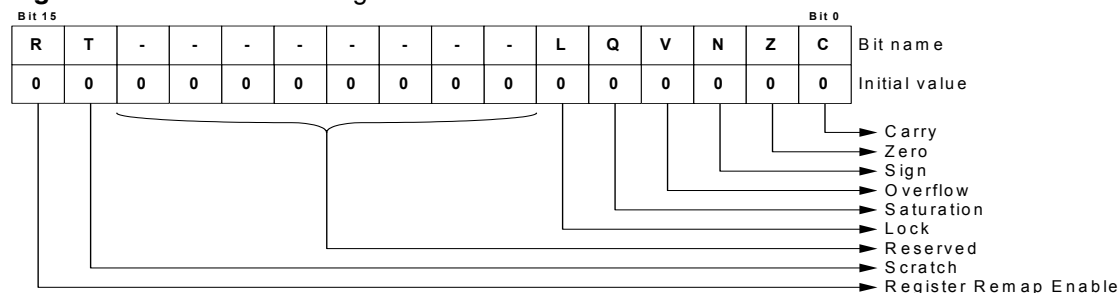 Bit 15 Bit 0
R T - - - - - - - - L Q V N Z C Bit name
0 0 0 0 0 0 0 0 0 0 0 0 0 0 0 0 Initial value
Carry
Zero
Sign
Overflow
Saturation
Lock
Reserved
Scratch
Register Remap Enable